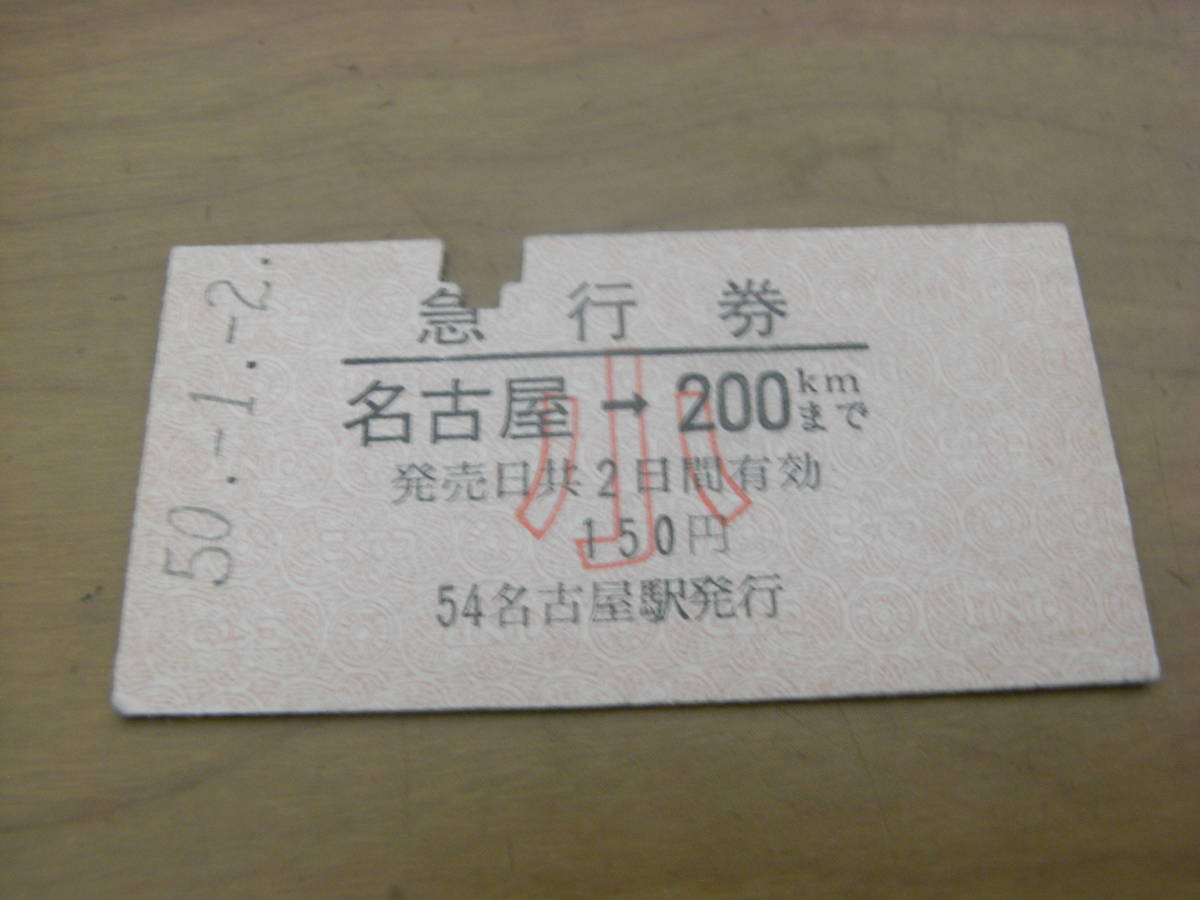 50.-1.-2.
急行券
名古屋→200kmまで
発売日共2日間有効
小
150円
54名古屋駅発行